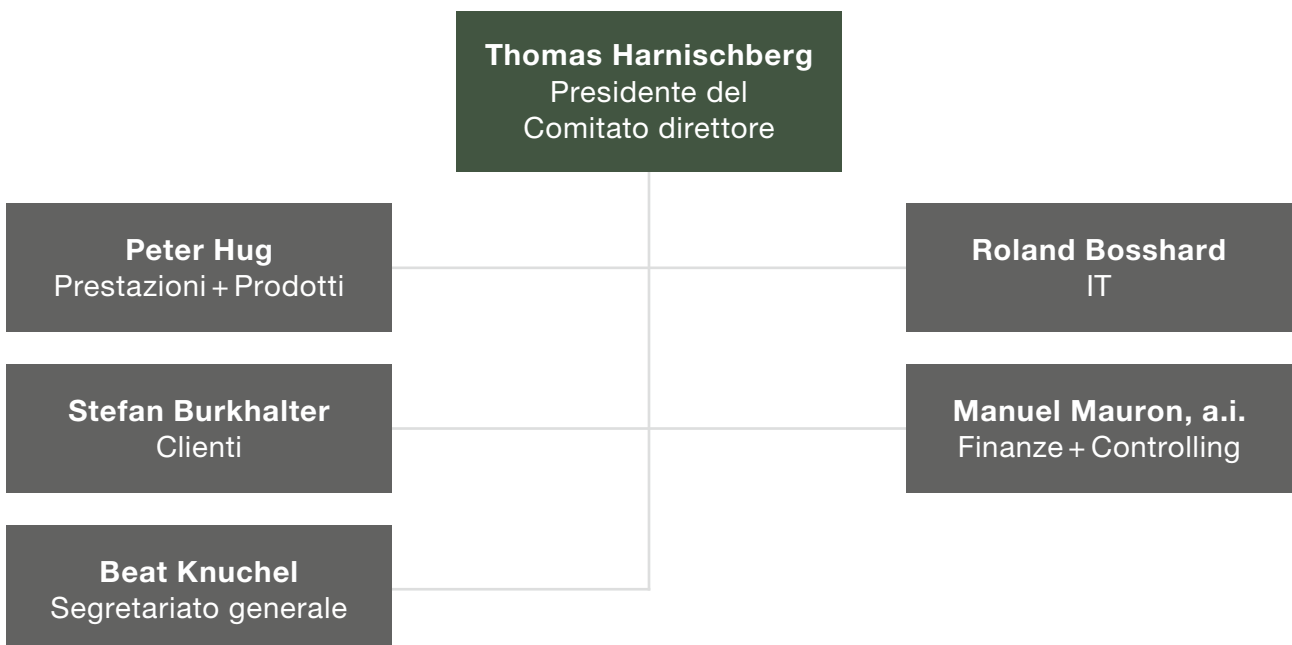 Thomas Harnischberg
Presidente del
Comitato direttore
Peter Hug
Prestazioni + Prodotti
Roland Bosshard
IT
Stefan Burkhalter
Clienti
Manuel Mauron, a.i.
Finanze + Controlling
Beat Knuchel
Segretariato generale